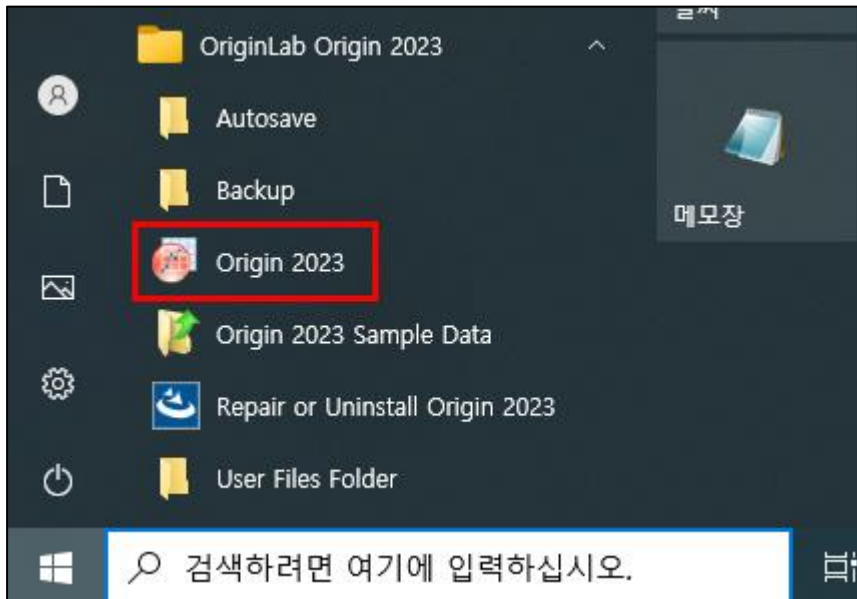 OriginLab Origin 2023
Autosave
Backup
Origin 2023
Origin 2023 Sample Data
Repair or Uninstall Origin 2023
User Files Folder
메모장
검색하려면 여기에 입력하십시오.